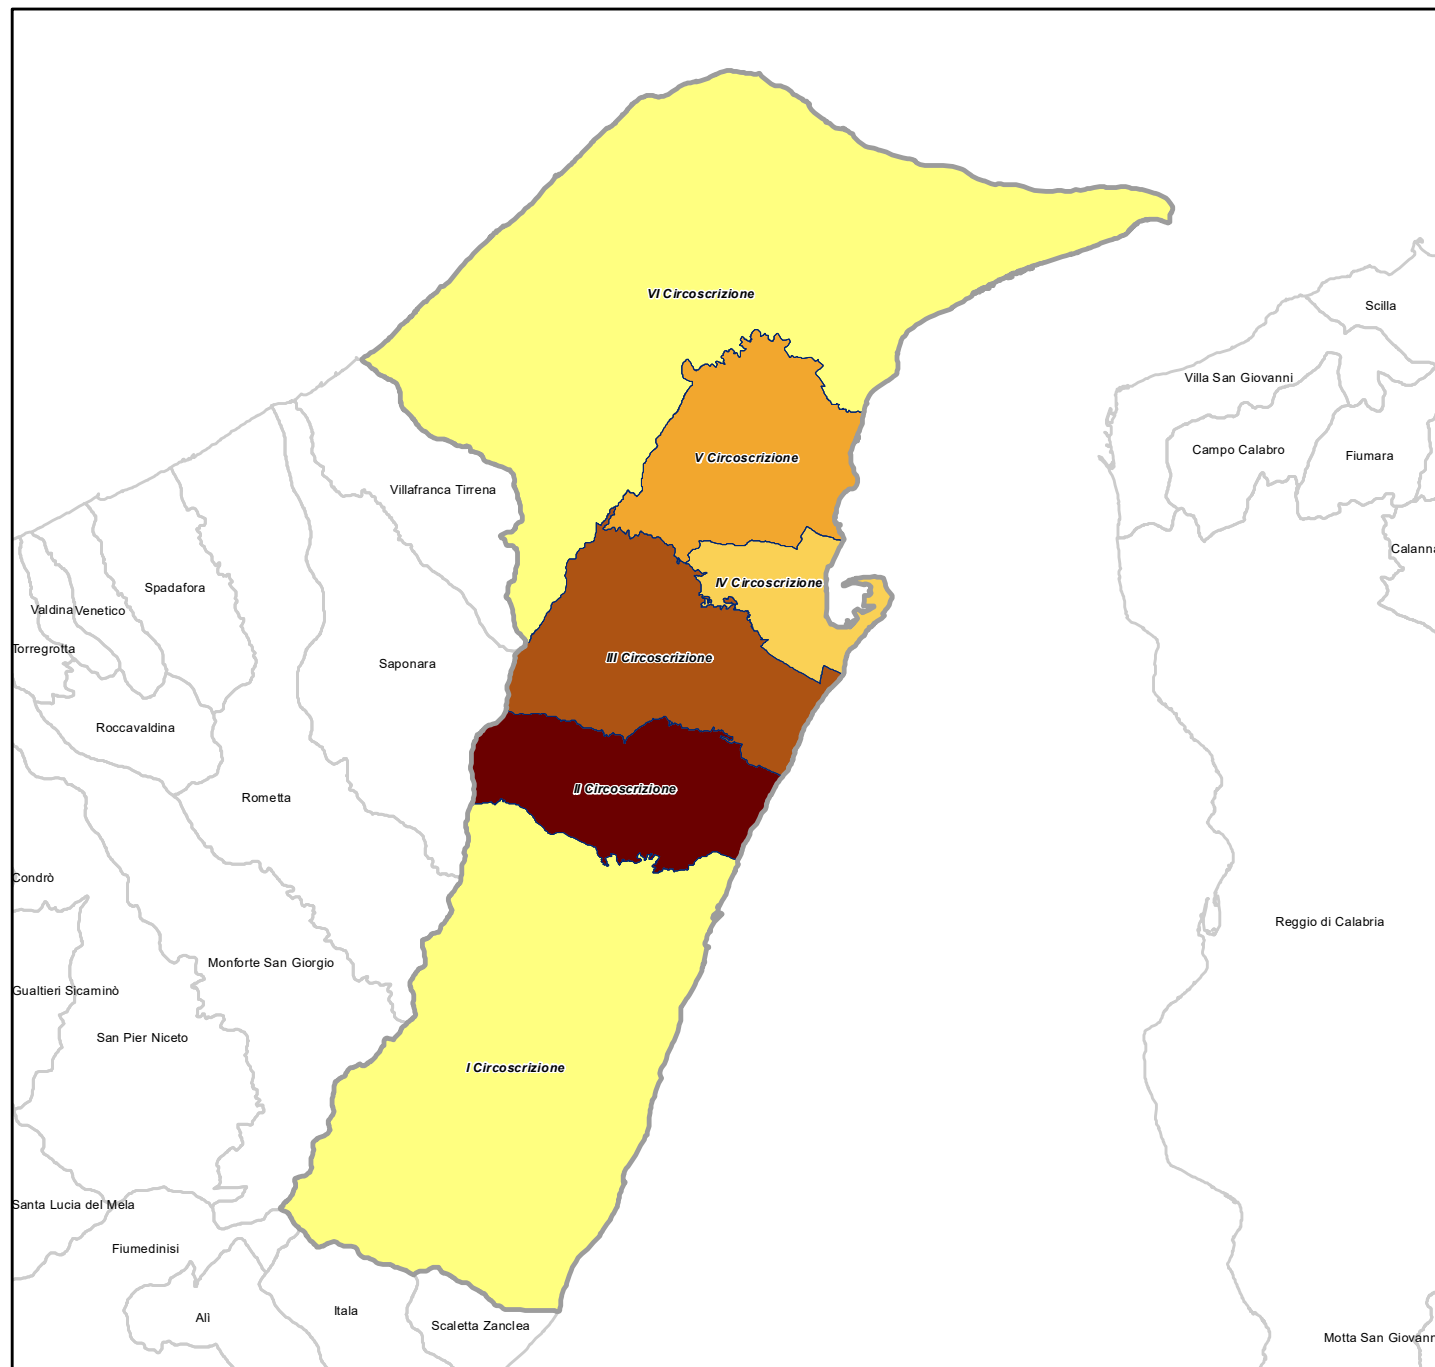 VI Circoscrizione
Scilla
Villa San Giovanni
Campo Calabro
Fiumara
V Circoscrizione
Villafranca Tirrena
Calanna
IV Circoscrizione
Spadafora
Valdina
Venetico
Torregrotta
III Circoscrizione
Saponara
Roccavaldina
II Circoscrizione
Rometta
Condrò
Reggio di Calabria
Monforte San Giorgio
Gualtieri Sicaminò
San Pier Niceto
I Circoscrizione
Santa Lucia del Mela
Fiumedinisi
Itala
Alì
Scaletta Zanclea
Motta San Giovann